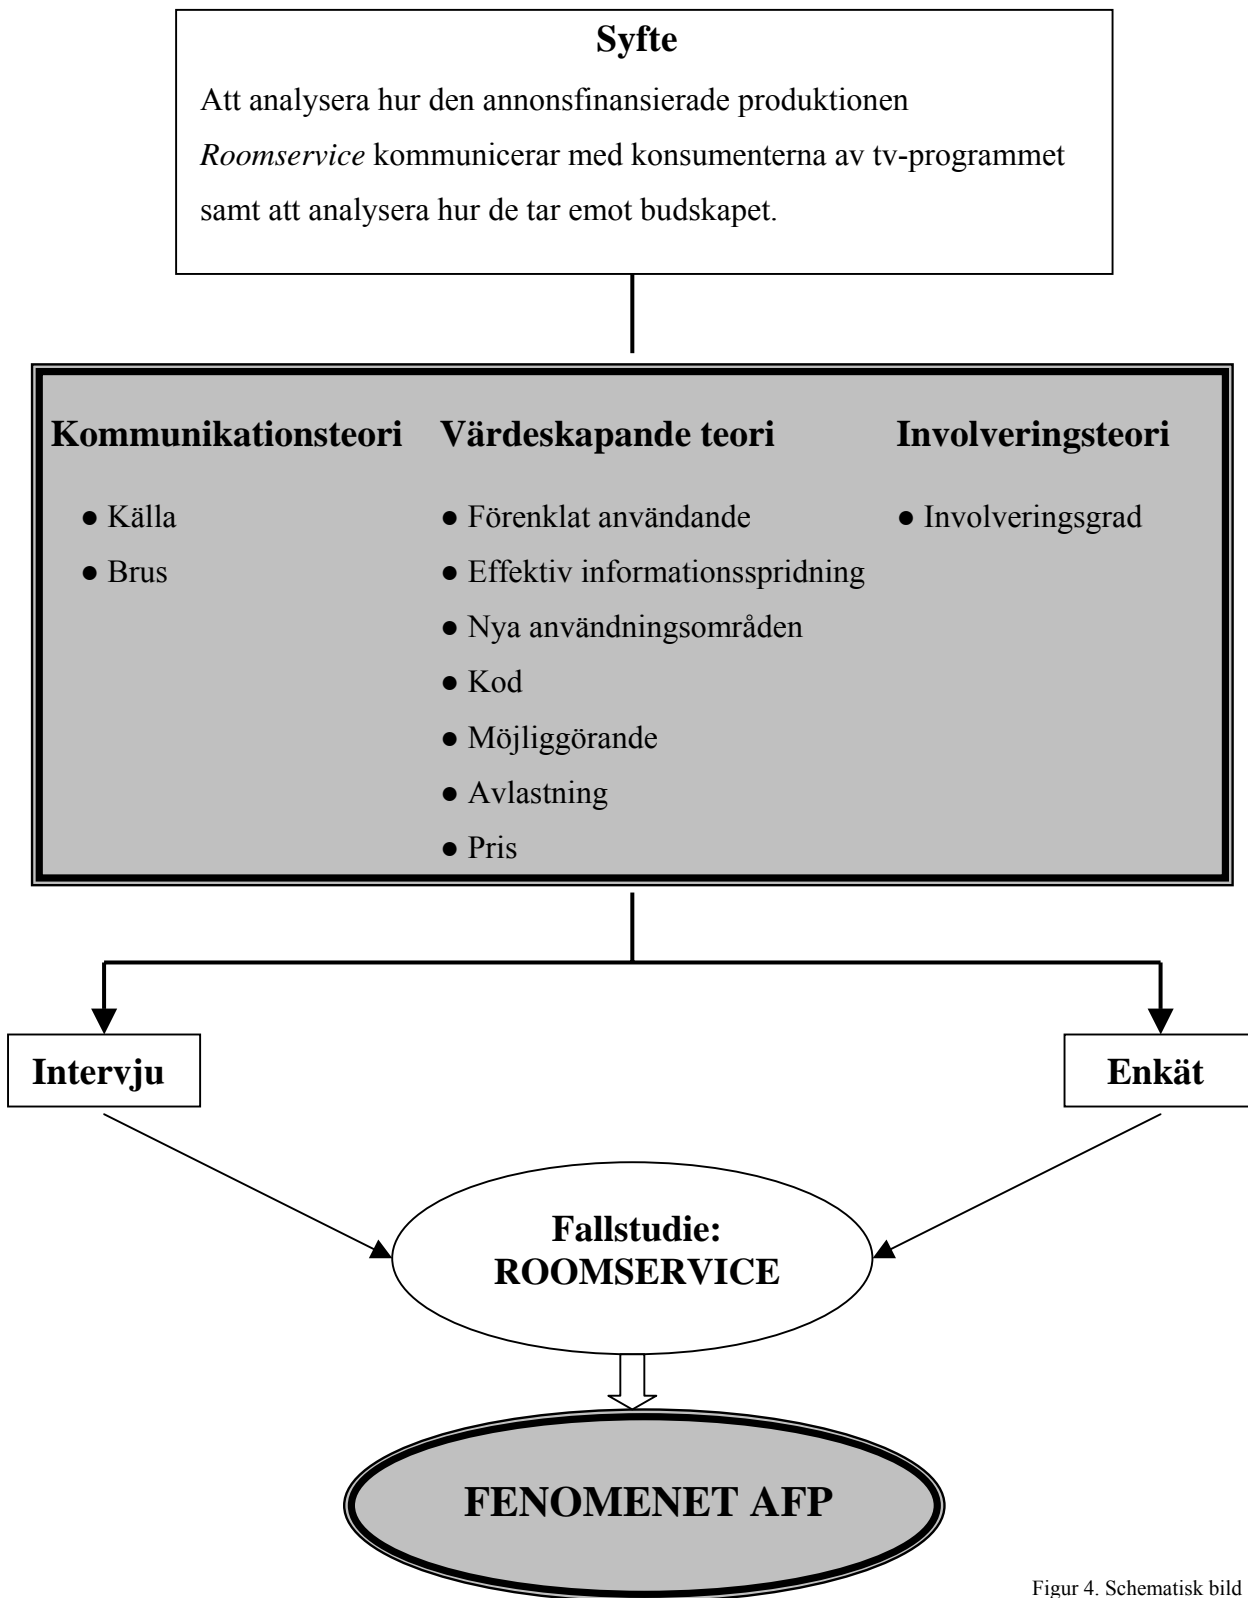 Syfte
Att analysera hur den annonsfinansierade produktionen
Roomservice kommunicerar med konsumenterna av tv-programmet
samt att analysera hur de tar emot budskapet.
Kommunikationsteori
● Källa
● Brus
Värdeskapande teori
● Förenklat användande
● Effektiv informationsspridning
● Nya användningsområden
● Kod
● Möjliggörande
● Avlastning
● Pris
Involveringsteori
● Involveringsgrad
Intervju
Enkät
Fallstudie:
ROOMSERVICE
FENOMENET AFP
Figur 4. Schematisk bild